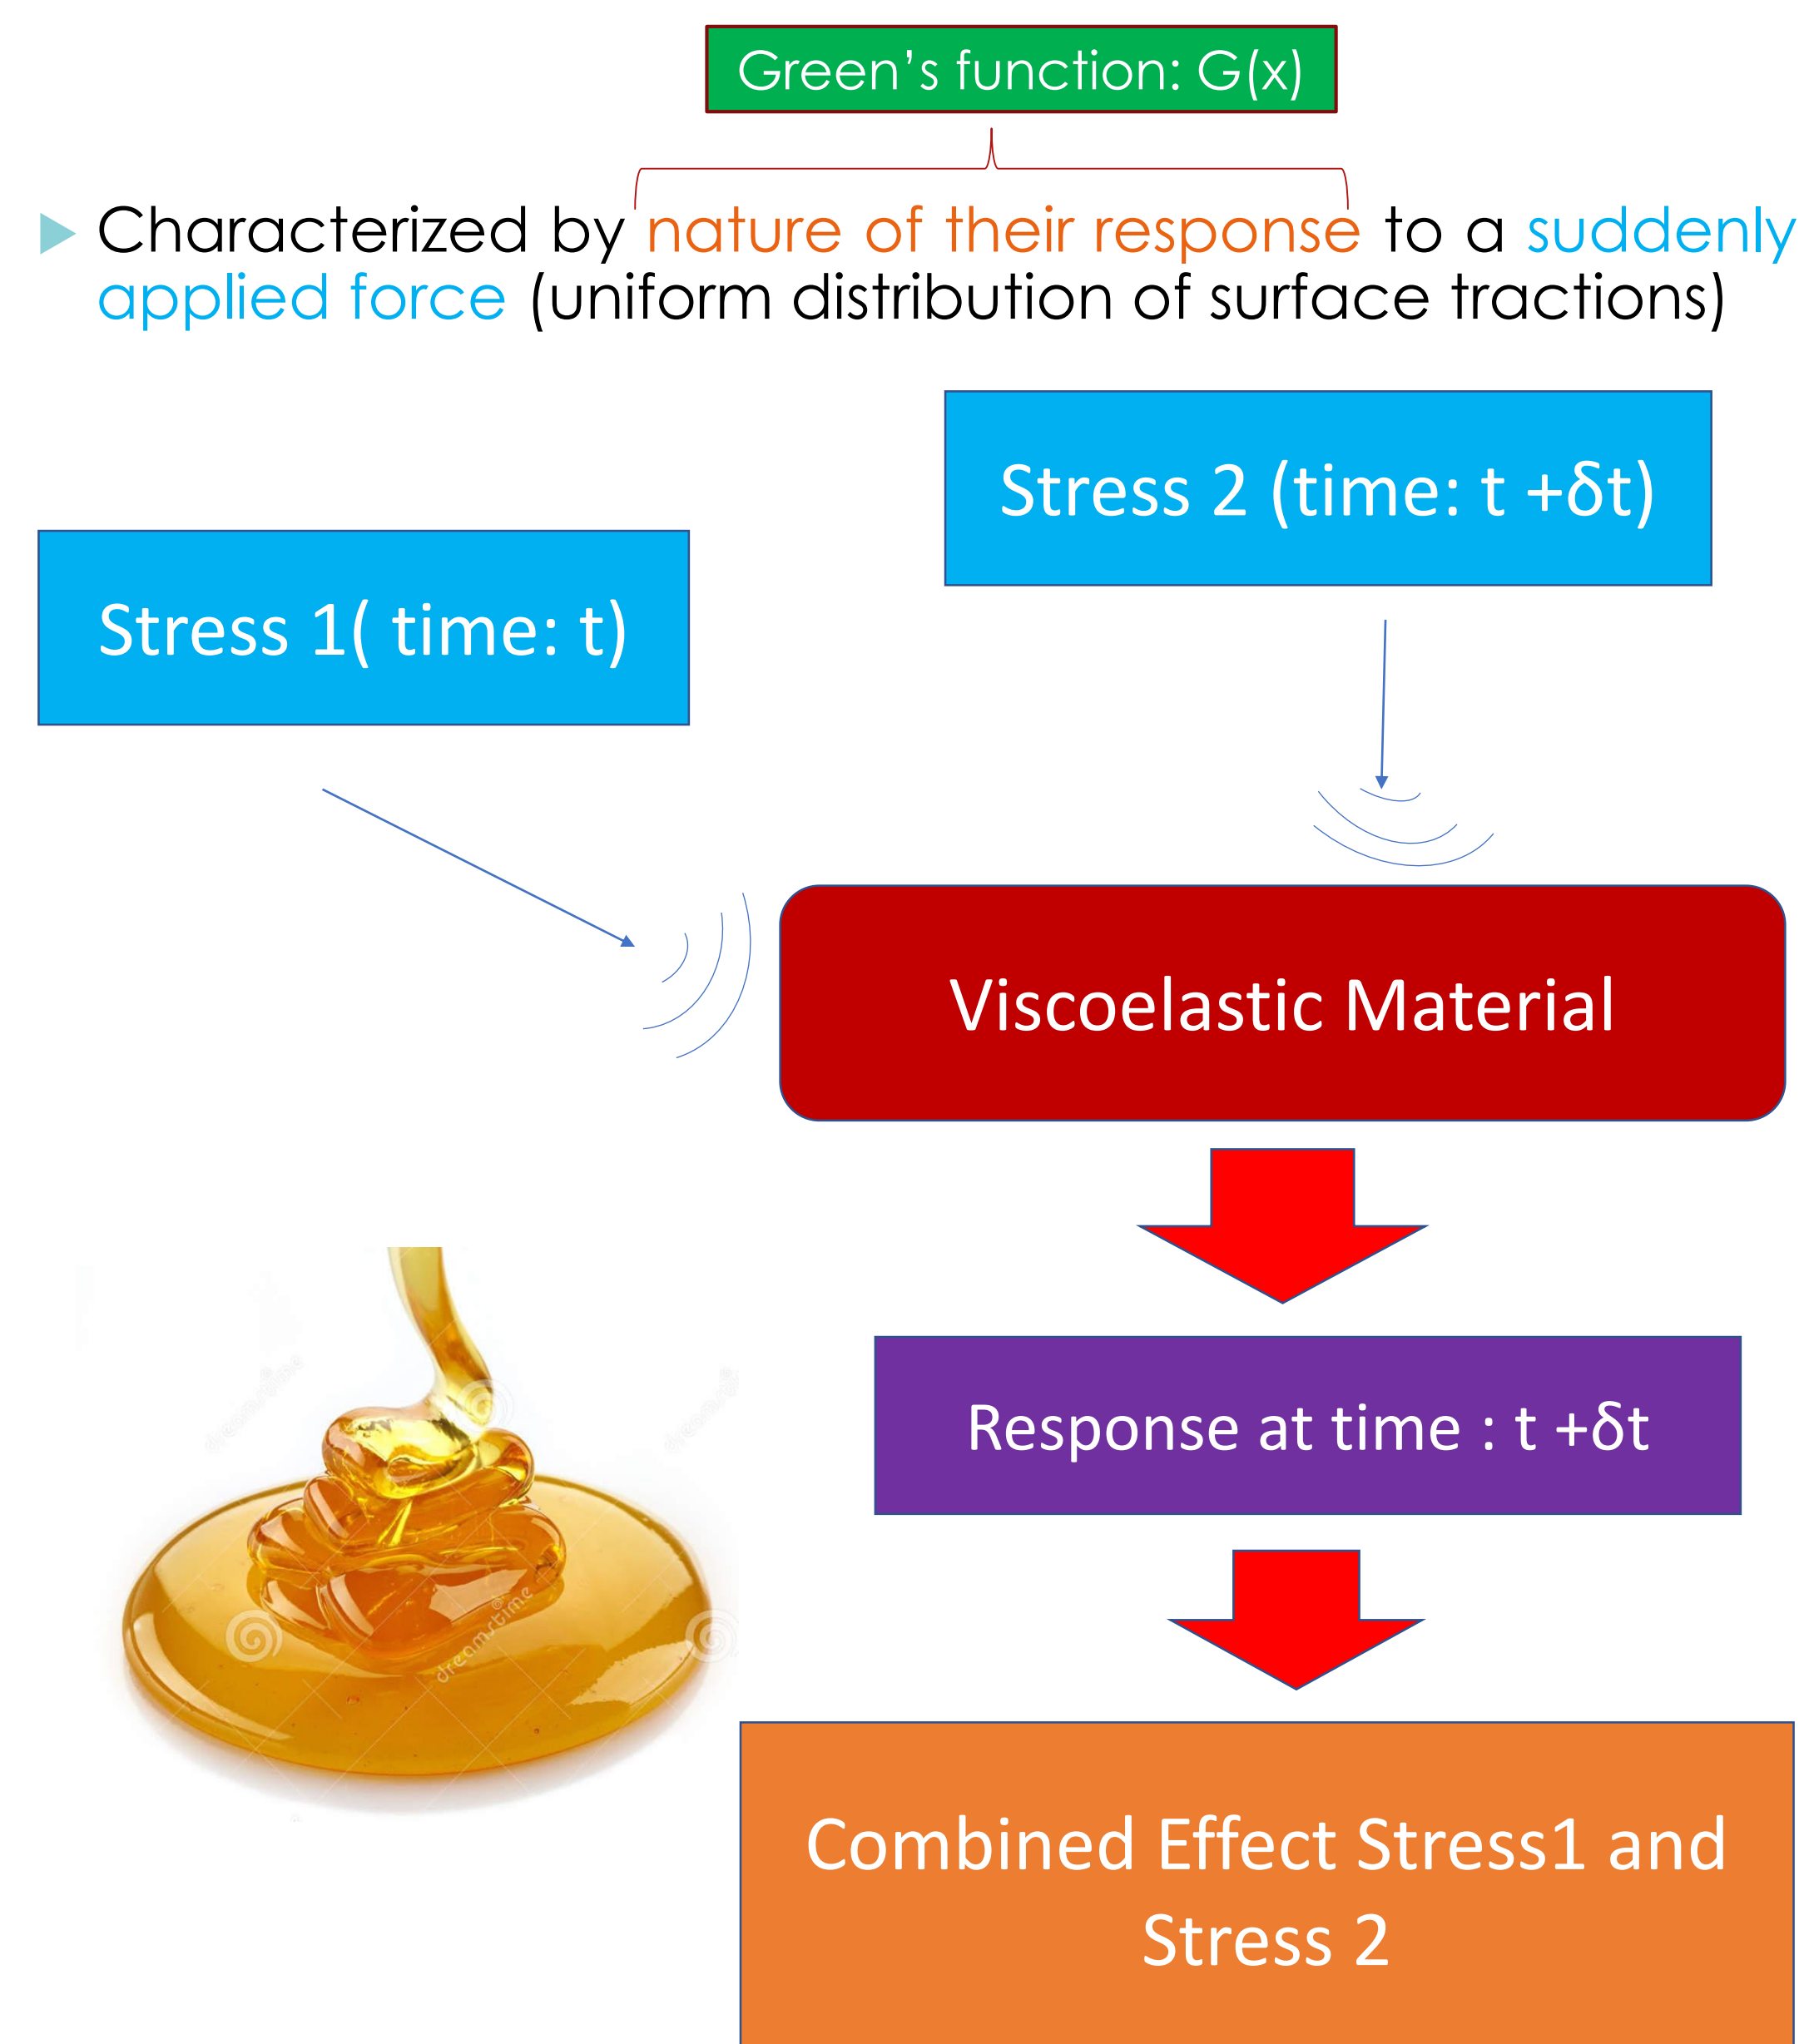 Green's function: G(x)
Characterized by nature of their response to a suddenly
applied force (uniform distribution of surface tractions)
Stress 2 (time: t +δt)
Stress 1( time: t)
Viscoelastic Material
Response at time : t +δt
dreamstime
Combined Effect Stress1 and
Stress 2